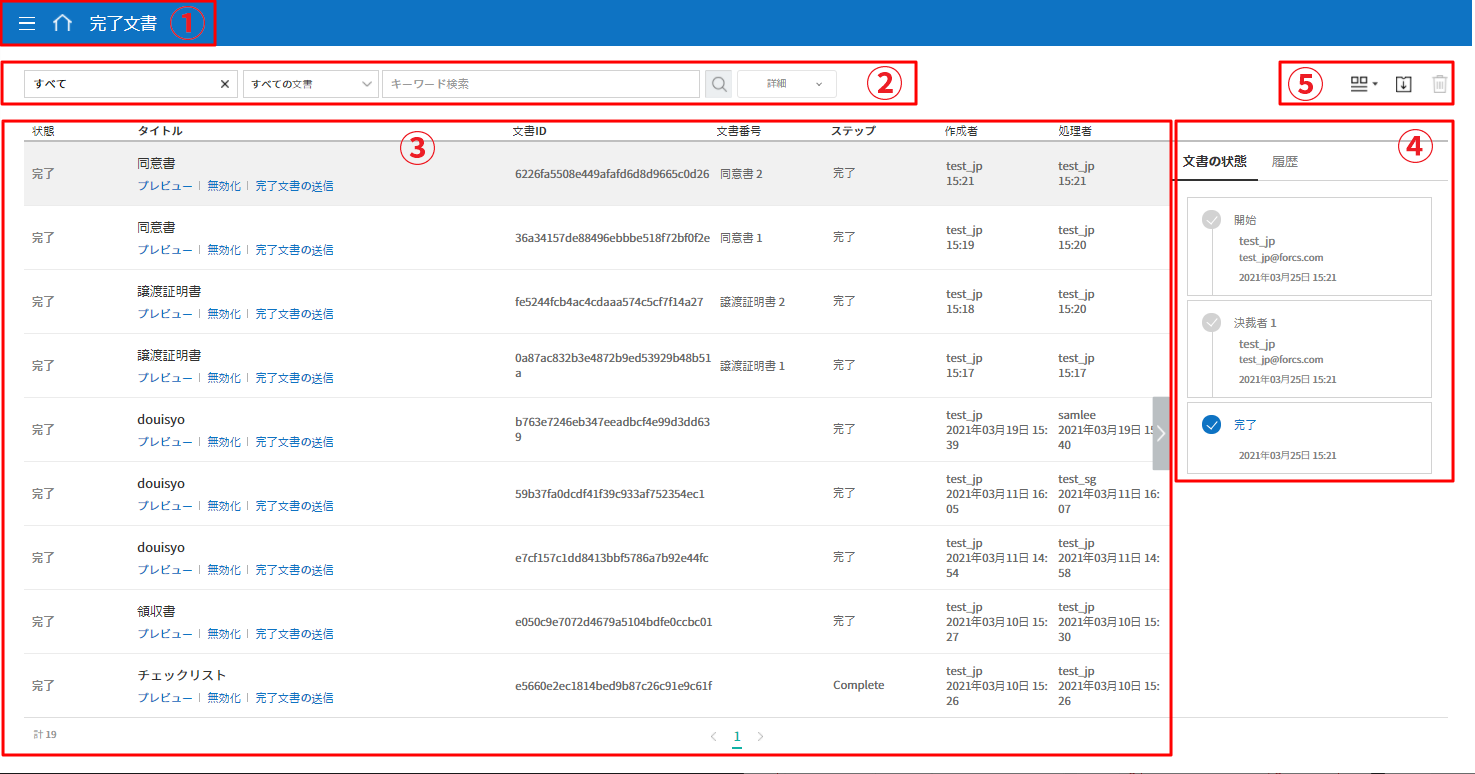 完了文書 ①
すべて × すべての文書 キーワード検索 詳細 ② ⑤
状態 タイトル 文書ID 文書番号 ステップ 作成者 処理者
③ ④
完了
同意書
プレビュー | 無効化 | 完了文書の送信
6226fa5508e449afafd6d8d9665c0d26
同意書 2
完了
test_jp
15:21
test_jp
15:21
完了
同意書
プレビュー | 無効化 | 完了文書の送信
36a34157de88496ebbbe518f72bf0f2e
同意書 1
完了
test_jp
15:19
test_jp
15:20
完了
譲渡証明書
プレビュー | 無効化 | 完了文書の送信
fe5244fcb4ac4cdaaa574c5cf7f14a27
譲渡証明書 2
完了
test_jp
15:18
test_jp
15:20
完了
譲渡証明書
プレビュー | 無効化 | 完了文書の送信
0a87ac832b3e4872b9ed53929b48b51
a
譲渡証明書 1
完了
test_jp
15:17
test_jp
15:17
完了
douisyo
プレビュー | 無効化 | 完了文書の送信
b763e7246eb347eeadbcf4e99d3dd63
9
完了
test_jp
2021年03月19日 15:
39
samlee
2021年03月19日 15
40
完了
douisyo
プレビュー | 無効化 | 完了文書の送信
59b37fa0dcdf41f39c933af752354ec1
完了
test_jp
2021年03月11日 16:
05
test_sg
2021年03月11日 16:
07
完了
douisyo
プレビュー | 無効化 | 完了文書の送信
e7cf157c1dd8413bbf5786a7b92e44fc
完了
test_jp
2021年03月11日 14:
54
test_jp
2021年03月11日 14:
58
完了
領収書
プレビュー | 無効化 | 完了文書の送信
e050c9e7072d4679a5104bdfe0ccbc01
完了
test_jp
2021年03月10日 15:
27
test_jp
2021年03月10日 15:
30
完了
チェックリスト
プレビュー | 無効化 | 完了文書の送信
e5660e2ec1814bed9b87c26c91e9c61f
Complete
test_jp
2021年03月10日 15:
26
test_jp
2021年03月10日 15:
26
計 19
< 1 >
文書の状態 履歴
開始
test_jp
test_jp@forcs.com
2021年03月25日 15:21
決裁者 1
test_jp
test_jp@forcs.com
2021年03月25日 15:21
完了
2021年03月25日 15:21